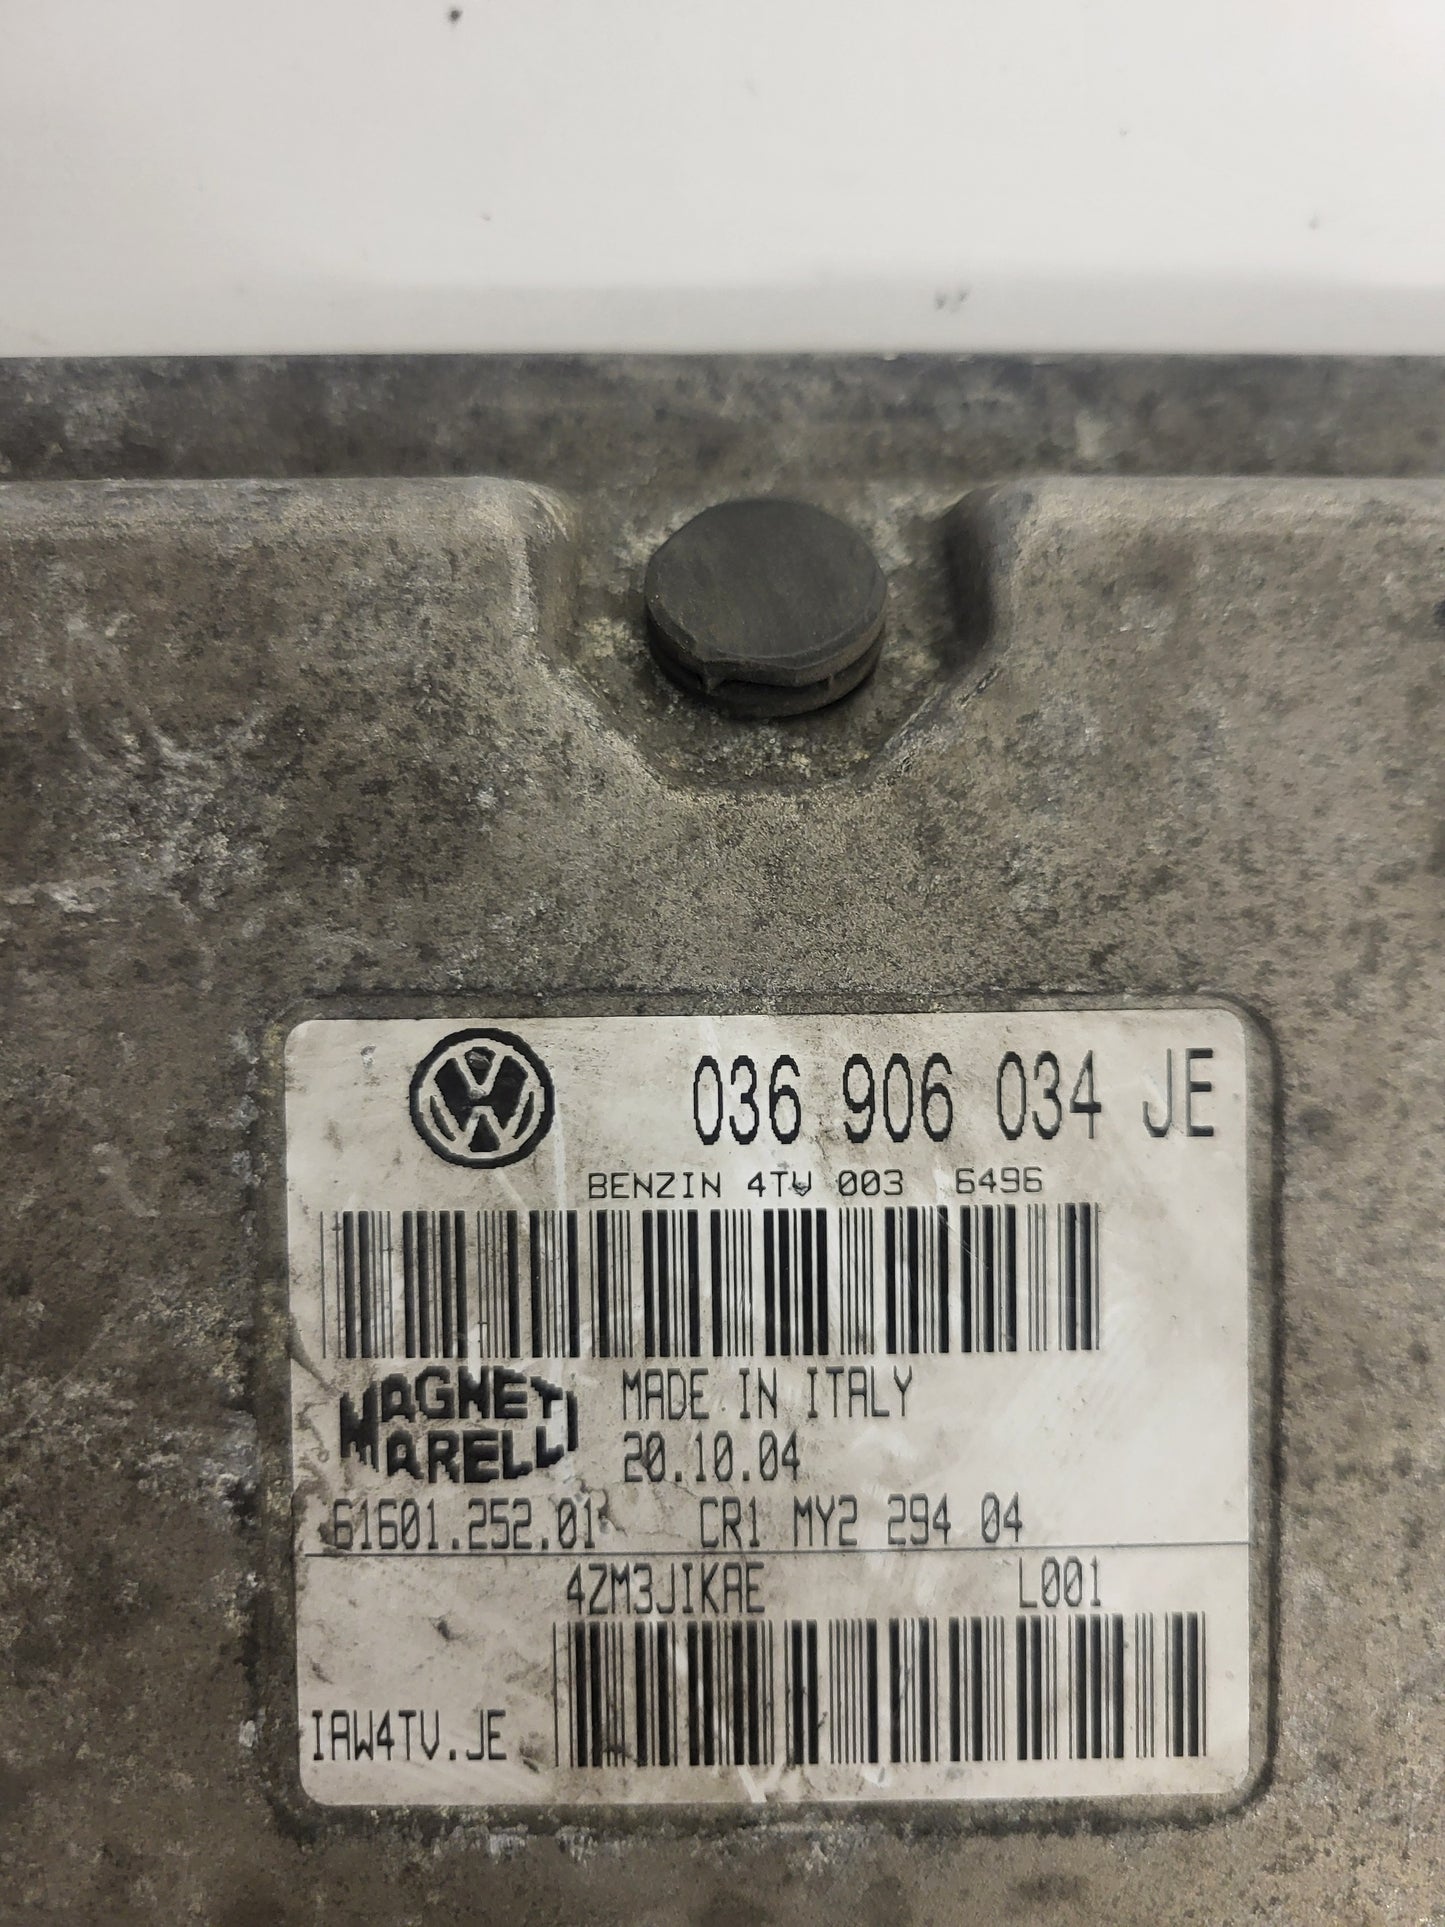 036 906 034 JE
BENZIN 4TV 003 6496
MAGNETI
MARELLI
MADE IN ITALY
20.10.04
61601.252.01 CR1 MY2 294 04
4ZM3JIKAE L001
IAW4TV.JE